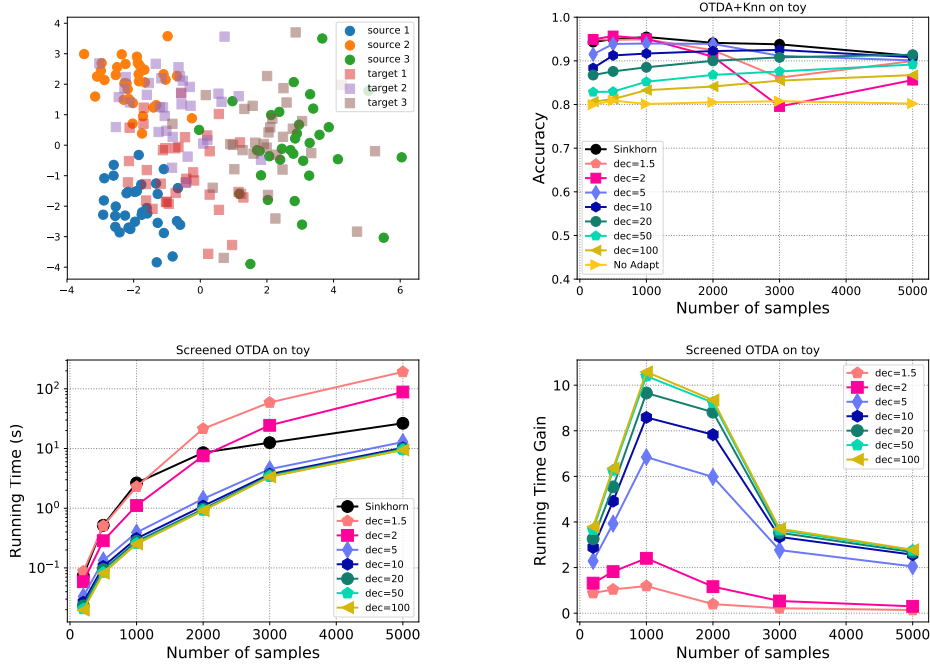 source 1
source 2
source 3
target 1
target 2
target 3
4
3
2
1
0
−1
−2
−3
−4
−4 −2 0 2 4 6
OTDA+Knn on toy
Accuracy
1.0
0.9
0.8
0.7
0.6
0.5
0.4
Sinkhorn
dec=1.5
dec=2
dec=5
dec=10
dec=20
dec=50
dec=100
No Adapt
0 1000 2000 3000 4000 5000
Number of samples
Screened OTDA on toy
Running Time (s)
10²
10¹
10⁰
10⁻¹
Sinkhorn
dec=1.5
dec=2
dec=5
dec=10
dec=20
dec=50
dec=100
0 1000 2000 3000 4000 5000
Number of samples
Screened OTDA on toy
Running Time Gain
10
8
6
4
2
0
dec=1.5
dec=2
dec=5
dec=10
dec=20
dec=50
dec=100
0 1000 2000 3000 4000 5000
Number of samples